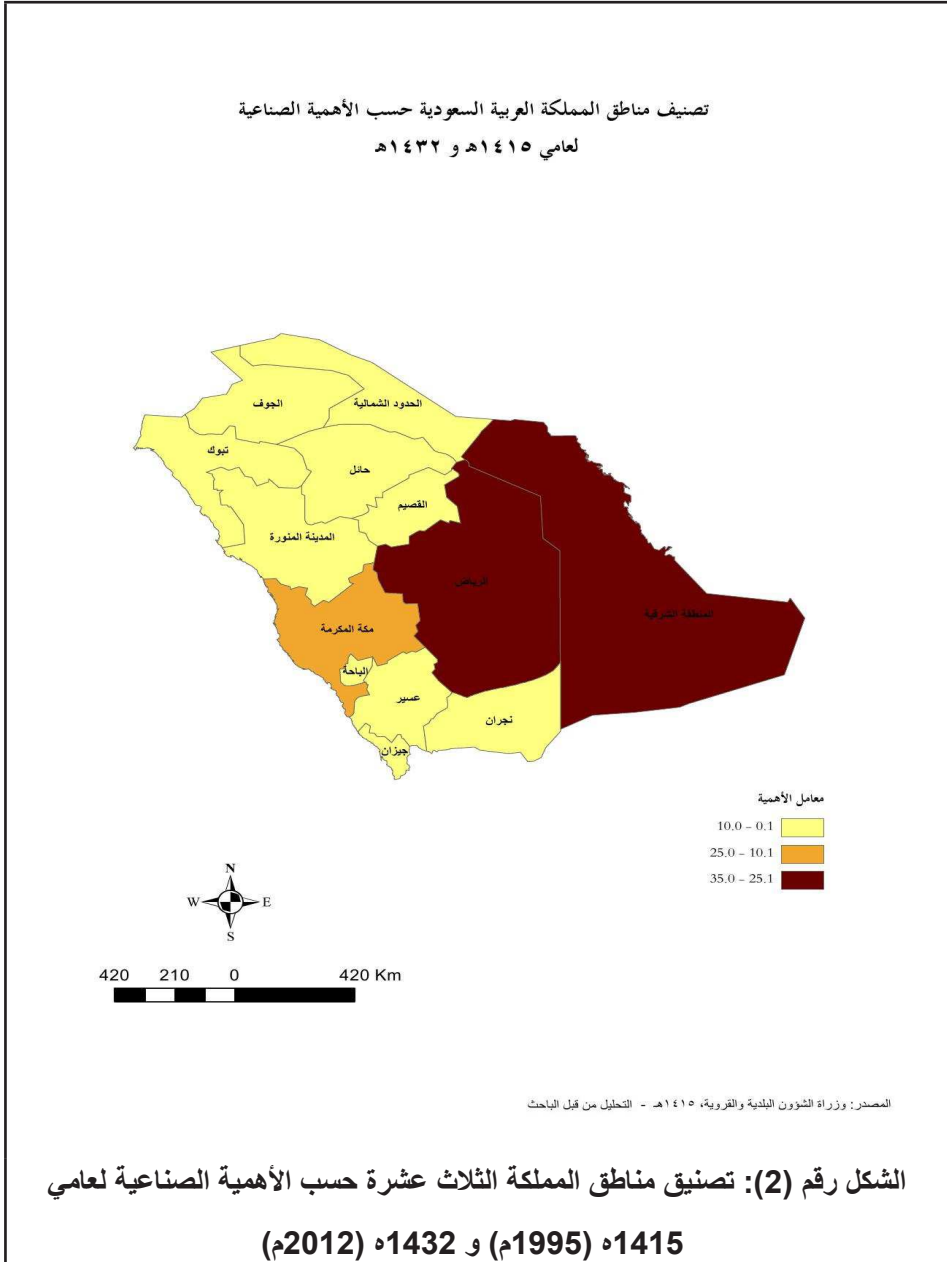 تصنيف مناطق المملكة العربية السعودية حسب الأهمية الصناعية
لعامي ١٤١٥هـ و ١٤٣٢هـ
الحدود الشمالية
الجوف
تبوك
حائل
القصيم
المدينة المنورة
الرياض
المنطقة الشرقية
مكة المكرمة
الباحة
عسير
نجران
جيزان
معامل الأهمية
10.0 – 0.1
25.0 – 10.1
35.0 – 25.1
N
W E
S
420 210 0 420 Km
المصدر: وزراة الشؤون البلدية والقروية، ١٤١٥هـ - التحليل من قبل الباحث
الشكل رقم (2): تصنيق مناطق المملكة الثلاث عشرة حسب الأهمية الصناعية لعامي
1415ه (1995م) و 1432ه (2012م)